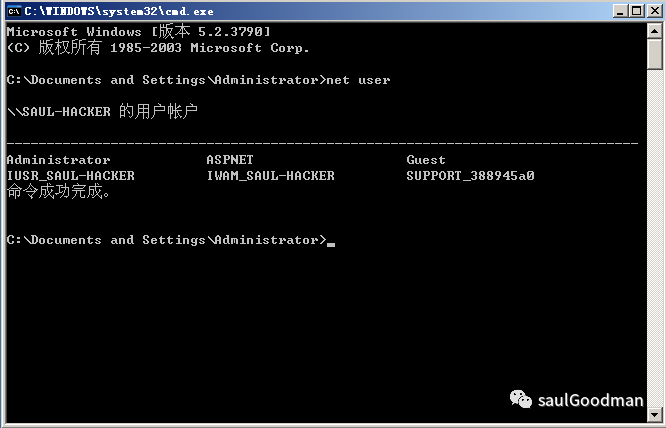 C:\WINDOWS\system32\cmd.exe
Microsoft Windows [版本 5.2.3790]
(C) 版权所有 1985-2003 Microsoft Corp.
C:\Documents and Settings\Administrator>net user
\\SAUL-HACKER 的用户帐户
-------------------------------------------------------------------------------
Administrator            ASPNET                   Guest
IUSR_SAUL-HACKER         IWAM_SAUL-HACKER         SUPPORT_388945a0
命令成功完成。
C:\Documents and Settings\Administrator>_
saulGoodman